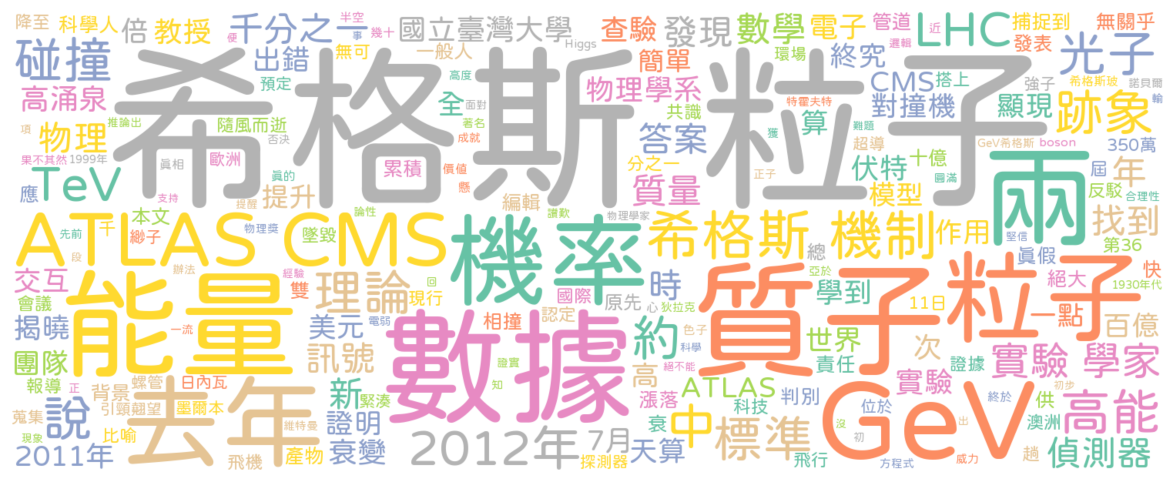 降至 科學人 倍 教授 千分之一 半空 事 幾十 便 國立臺灣大學 Higgs 查驗 發現 數學 電子 管道 近 邏輯 LHC 捕捉到 無關乎
碰撞 出錯 無可 一般人 環場 簡單 終究 發表 光子
希格斯 粒子
高涌泉 預定 全 高度 面對 物理學系 CMS 搭上 強子 希格斯玻 諾貝爾
物理 推論出 隨風而逝 否決 著名 共識 特霍夫特 對撞機 顯現 跡象 輸
項 答案 算 獲 難題 超導 GeV希格斯 boson 350萬
果不其然 1999年 真相 歐洲 累積 成就 價值 分之一 伏特 十億 圓滿 屆 年
應 TeV 真的 支持 懸 質量 正子 模型 兩 反駁 合理性
提醒 提升 編輯 讚歎 物理學家 找到
ATLAS CMS 本文 論性 機率 希格斯 機制 作用 堅信 第36
先前 千 緲子 物理獎 墜毀 總 真假
段 辦法 經驗 回 亞於 質子 粒子 絕大 快
交互 能量 理論 雙 現行 國際 原先 時 心 狄拉克 學到 11日 1930年代
會議 揭曉 美元 電弱 相撞 認定 色子 一點 百億
一流 數據 約 科學 世界 次
團隊 訊號 證實 絕不能 責任 證據 實驗 學家
報導 正 背景 螺管 日內瓦 新 緊湊 知 高 ATLAS 實驗 初步
蒐集 引頸翹望 墨爾本 去年 漲落 科技 判別 GeV 位於 終於 供 高能
說 證明 衰 中 標準 沒 出 澳洲
現象 比喻 維特曼 2012年 7月 初
2011年 飛機 產物 衰變 探測器 天算 飛行 方程式 威力 趙 偵測器